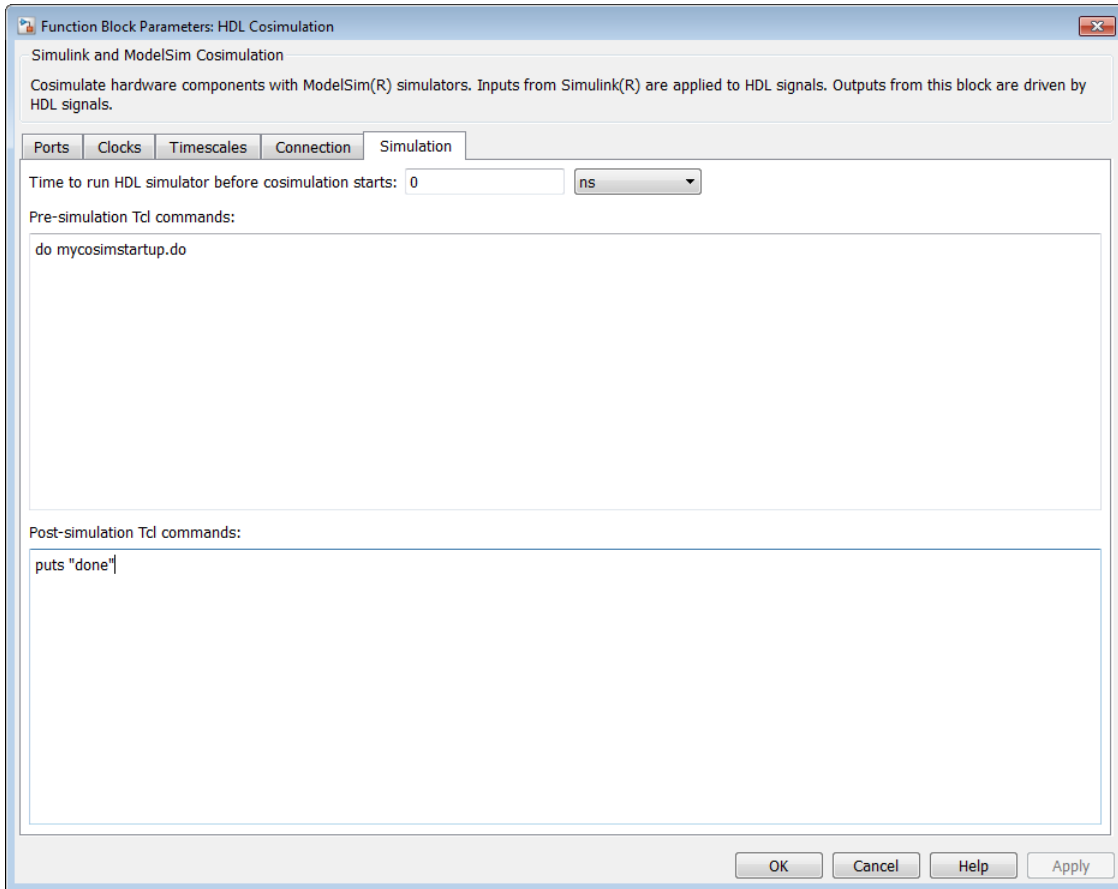 Function Block Parameters: HDL Cosimulation
Simulink and ModelSim Cosimulation
Cosimulate hardware components with ModelSim(R) simulators. Inputs from Simulink(R) are applied to HDL signals. Outputs from this block are driven by
HDL signals.
Ports Clocks Timescales Connection Simulation
Time to run HDL simulator before cosimulation starts: 0 ns
Pre-simulation Tcl commands:
do mycosimstartup.do
Post-simulation Tcl commands:
puts "done"
OK Cancel Help Apply